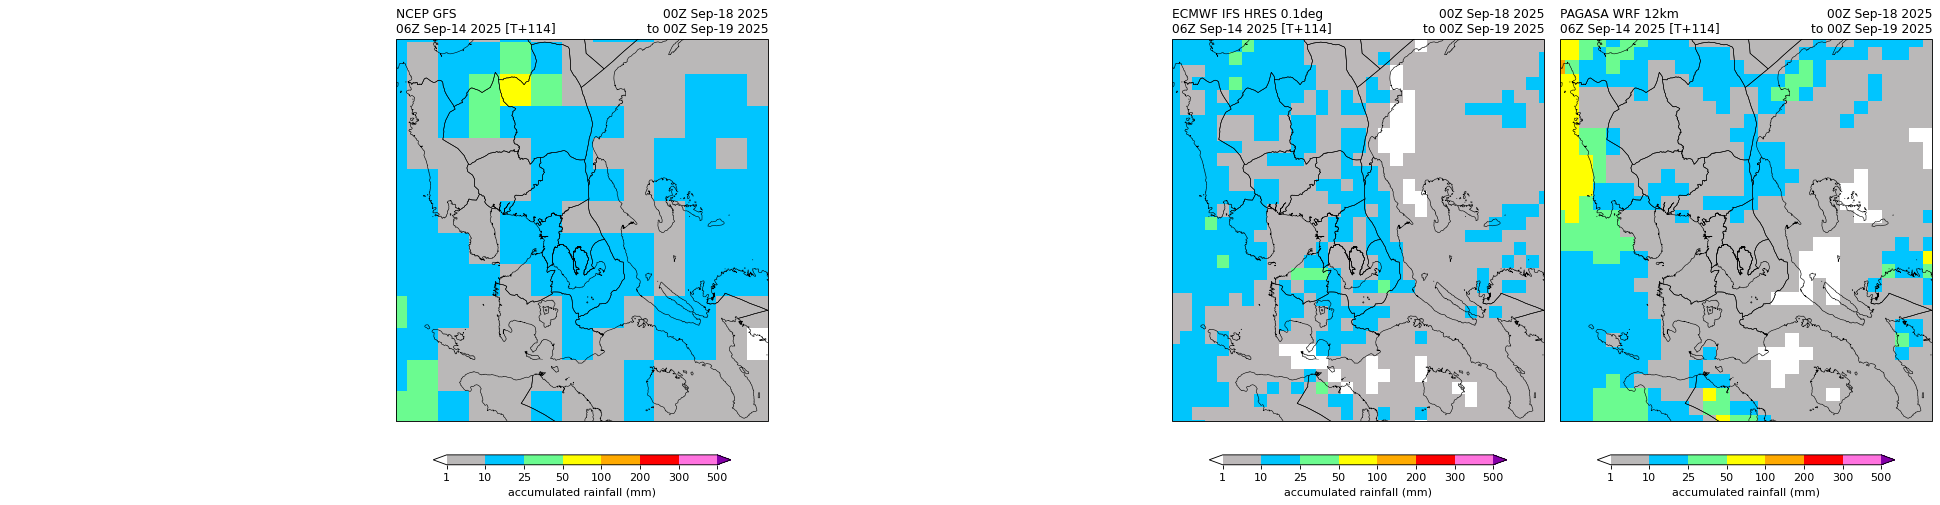 NCEP GFS 00Z Sep-18 2025
06Z Sep-14 2025 [T+114] to 00Z Sep-19 2025
1 10 25 50 100 200 300 500
accumulated rainfall (mm)
ECMWF IFS HRES 0.1deg 00Z Sep-18 2025
06Z Sep-14 2025 [T+114] to 00Z Sep-19 2025
1 10 25 50 100 200 300 500
accumulated rainfall (mm)
PAGASA WRF 12km 00Z Sep-18 2025
06Z Sep-14 2025 [T+114] to 00Z Sep-19 2025
1 10 25 50 100 200 300 500
accumulated rainfall (mm)